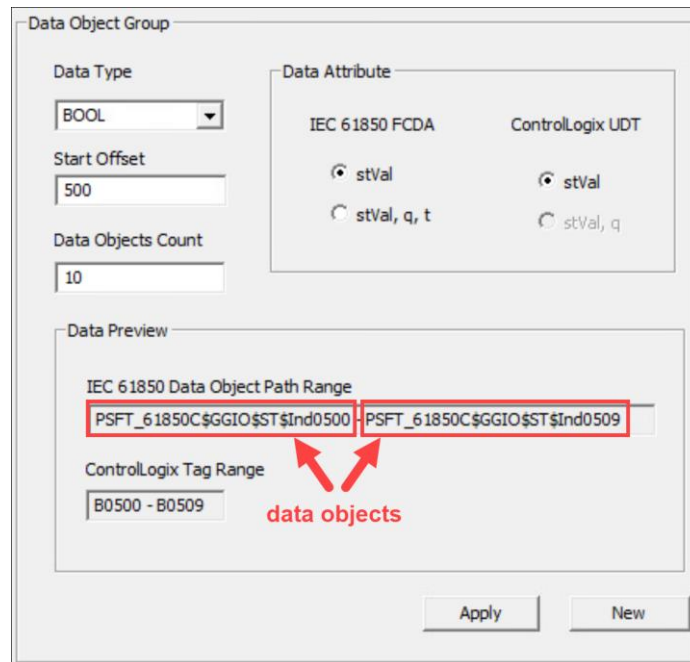 Data Object Group
Data Type
BOOL
Start Offset
500
Data Objects Count
10
Data Attribute
IEC 61850 FCDA
ControlLogix UDT
stVal
stVal
stVal, q, t
stVal, q
Data Preview
IEC 61850 Data Object Path Range
PSFT_61850C$GGIO$ST$Ind0500 - PSFT_61850C$GGIO$ST$Ind0509
ControlLogix Tag Range
B0500 - B0509
data objects
Apply
New